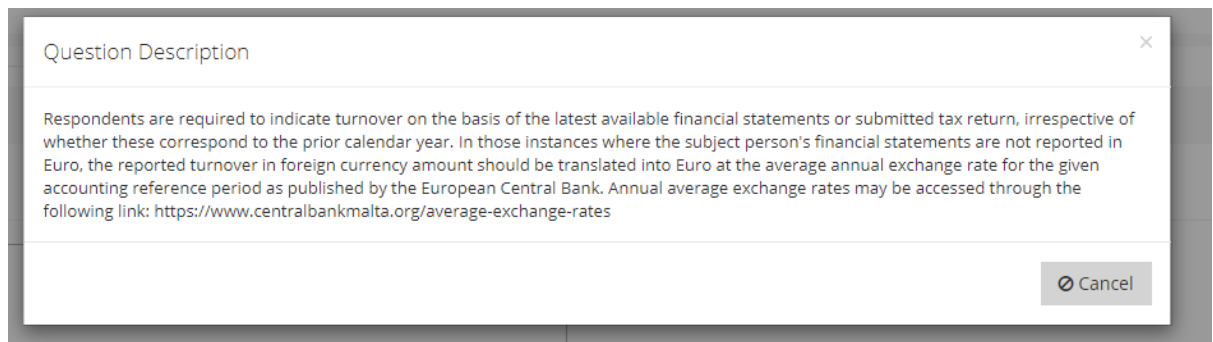 Question Description
×
Respondents are required to indicate turnover on the basis of the latest available financial statements or submitted tax return, irrespective of
whether these correspond to the prior calendar year. In those instances where the subject person's financial statements are not reported in
Euro, the reported turnover in foreign currency amount should be translated into Euro at the average annual exchange rate for the given
accounting reference period as published by the European Central Bank. Annual average exchange rates may be accessed through the
following link: https://www.centralbankmalta.org/average-exchange-rates
Cancel